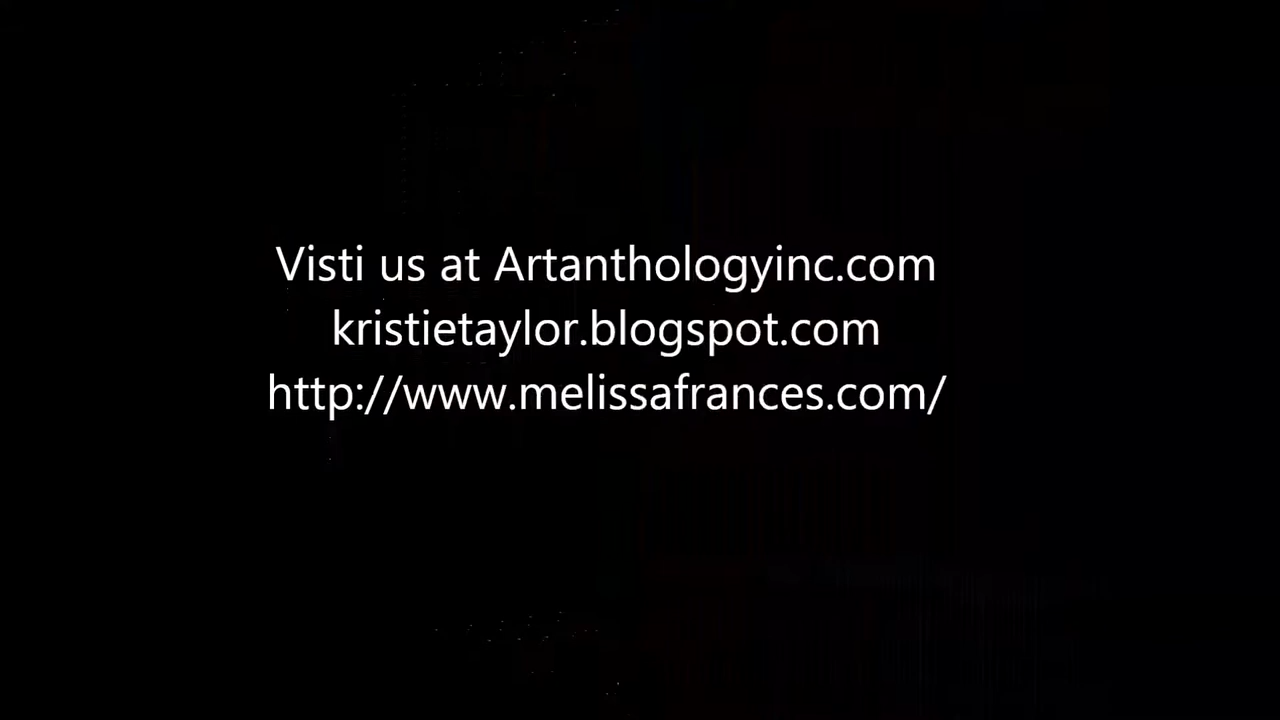 Visti us at Artanthologyinc.com
kristietaylor.blogspot.com
http://www.melissafrances.com/